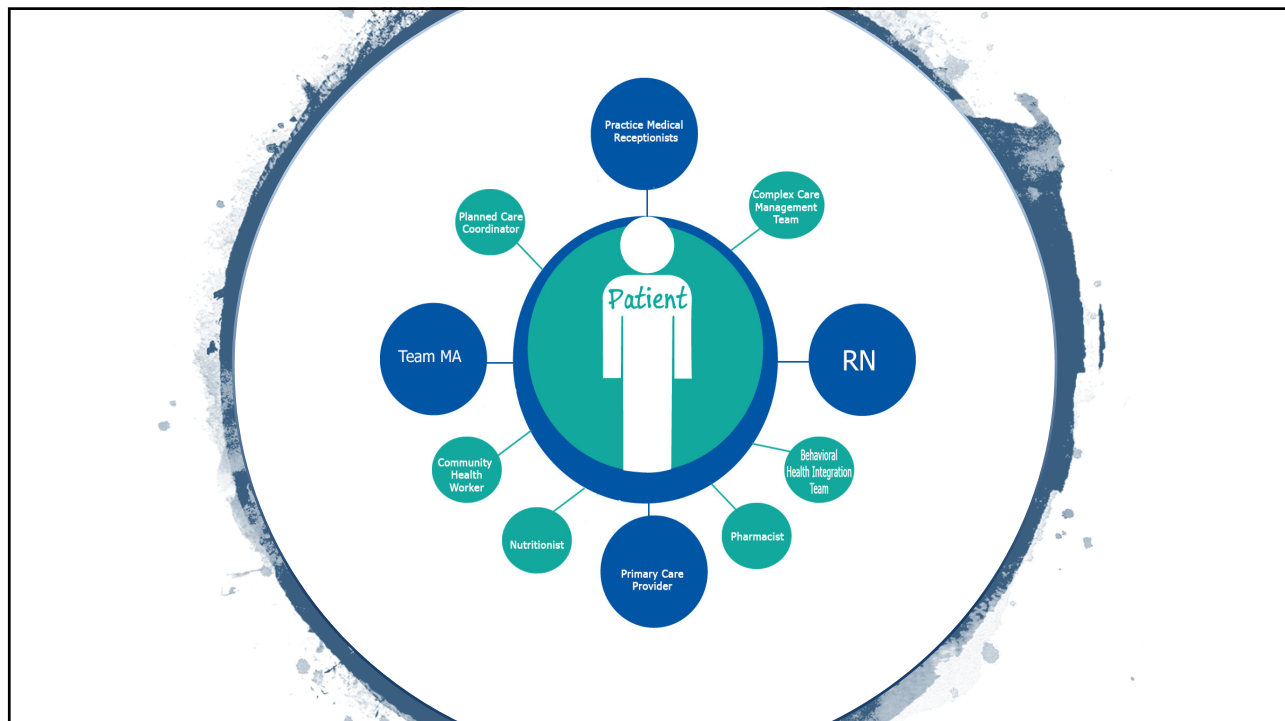 Practice Medical
Receptionists
Complex Care
Management
Team
Planned Care
Coordinator
Patient
Team MA
RN
Community
Health
Worker
Behavioral
Health Integration
Team
Nutritionist
Pharmacist
Primary Care
Provider